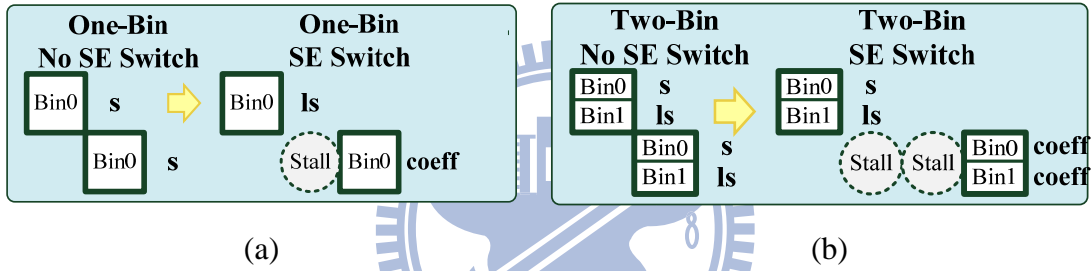 One-Bin
No SE Switch
Bin0
s
Bin0
s
One-Bin
SE Switch
Bin0
ls
Stall
Bin0
coeff
(a)
Two-Bin
No SE Switch
Bin0
s
Bin1
ls
Bin0
s
Bin1
ls
Two-Bin
SE Switch
Bin0
s
Bin1
ls
Stall
Stall
Bin0
coeff
Bin1
coeff
(b)